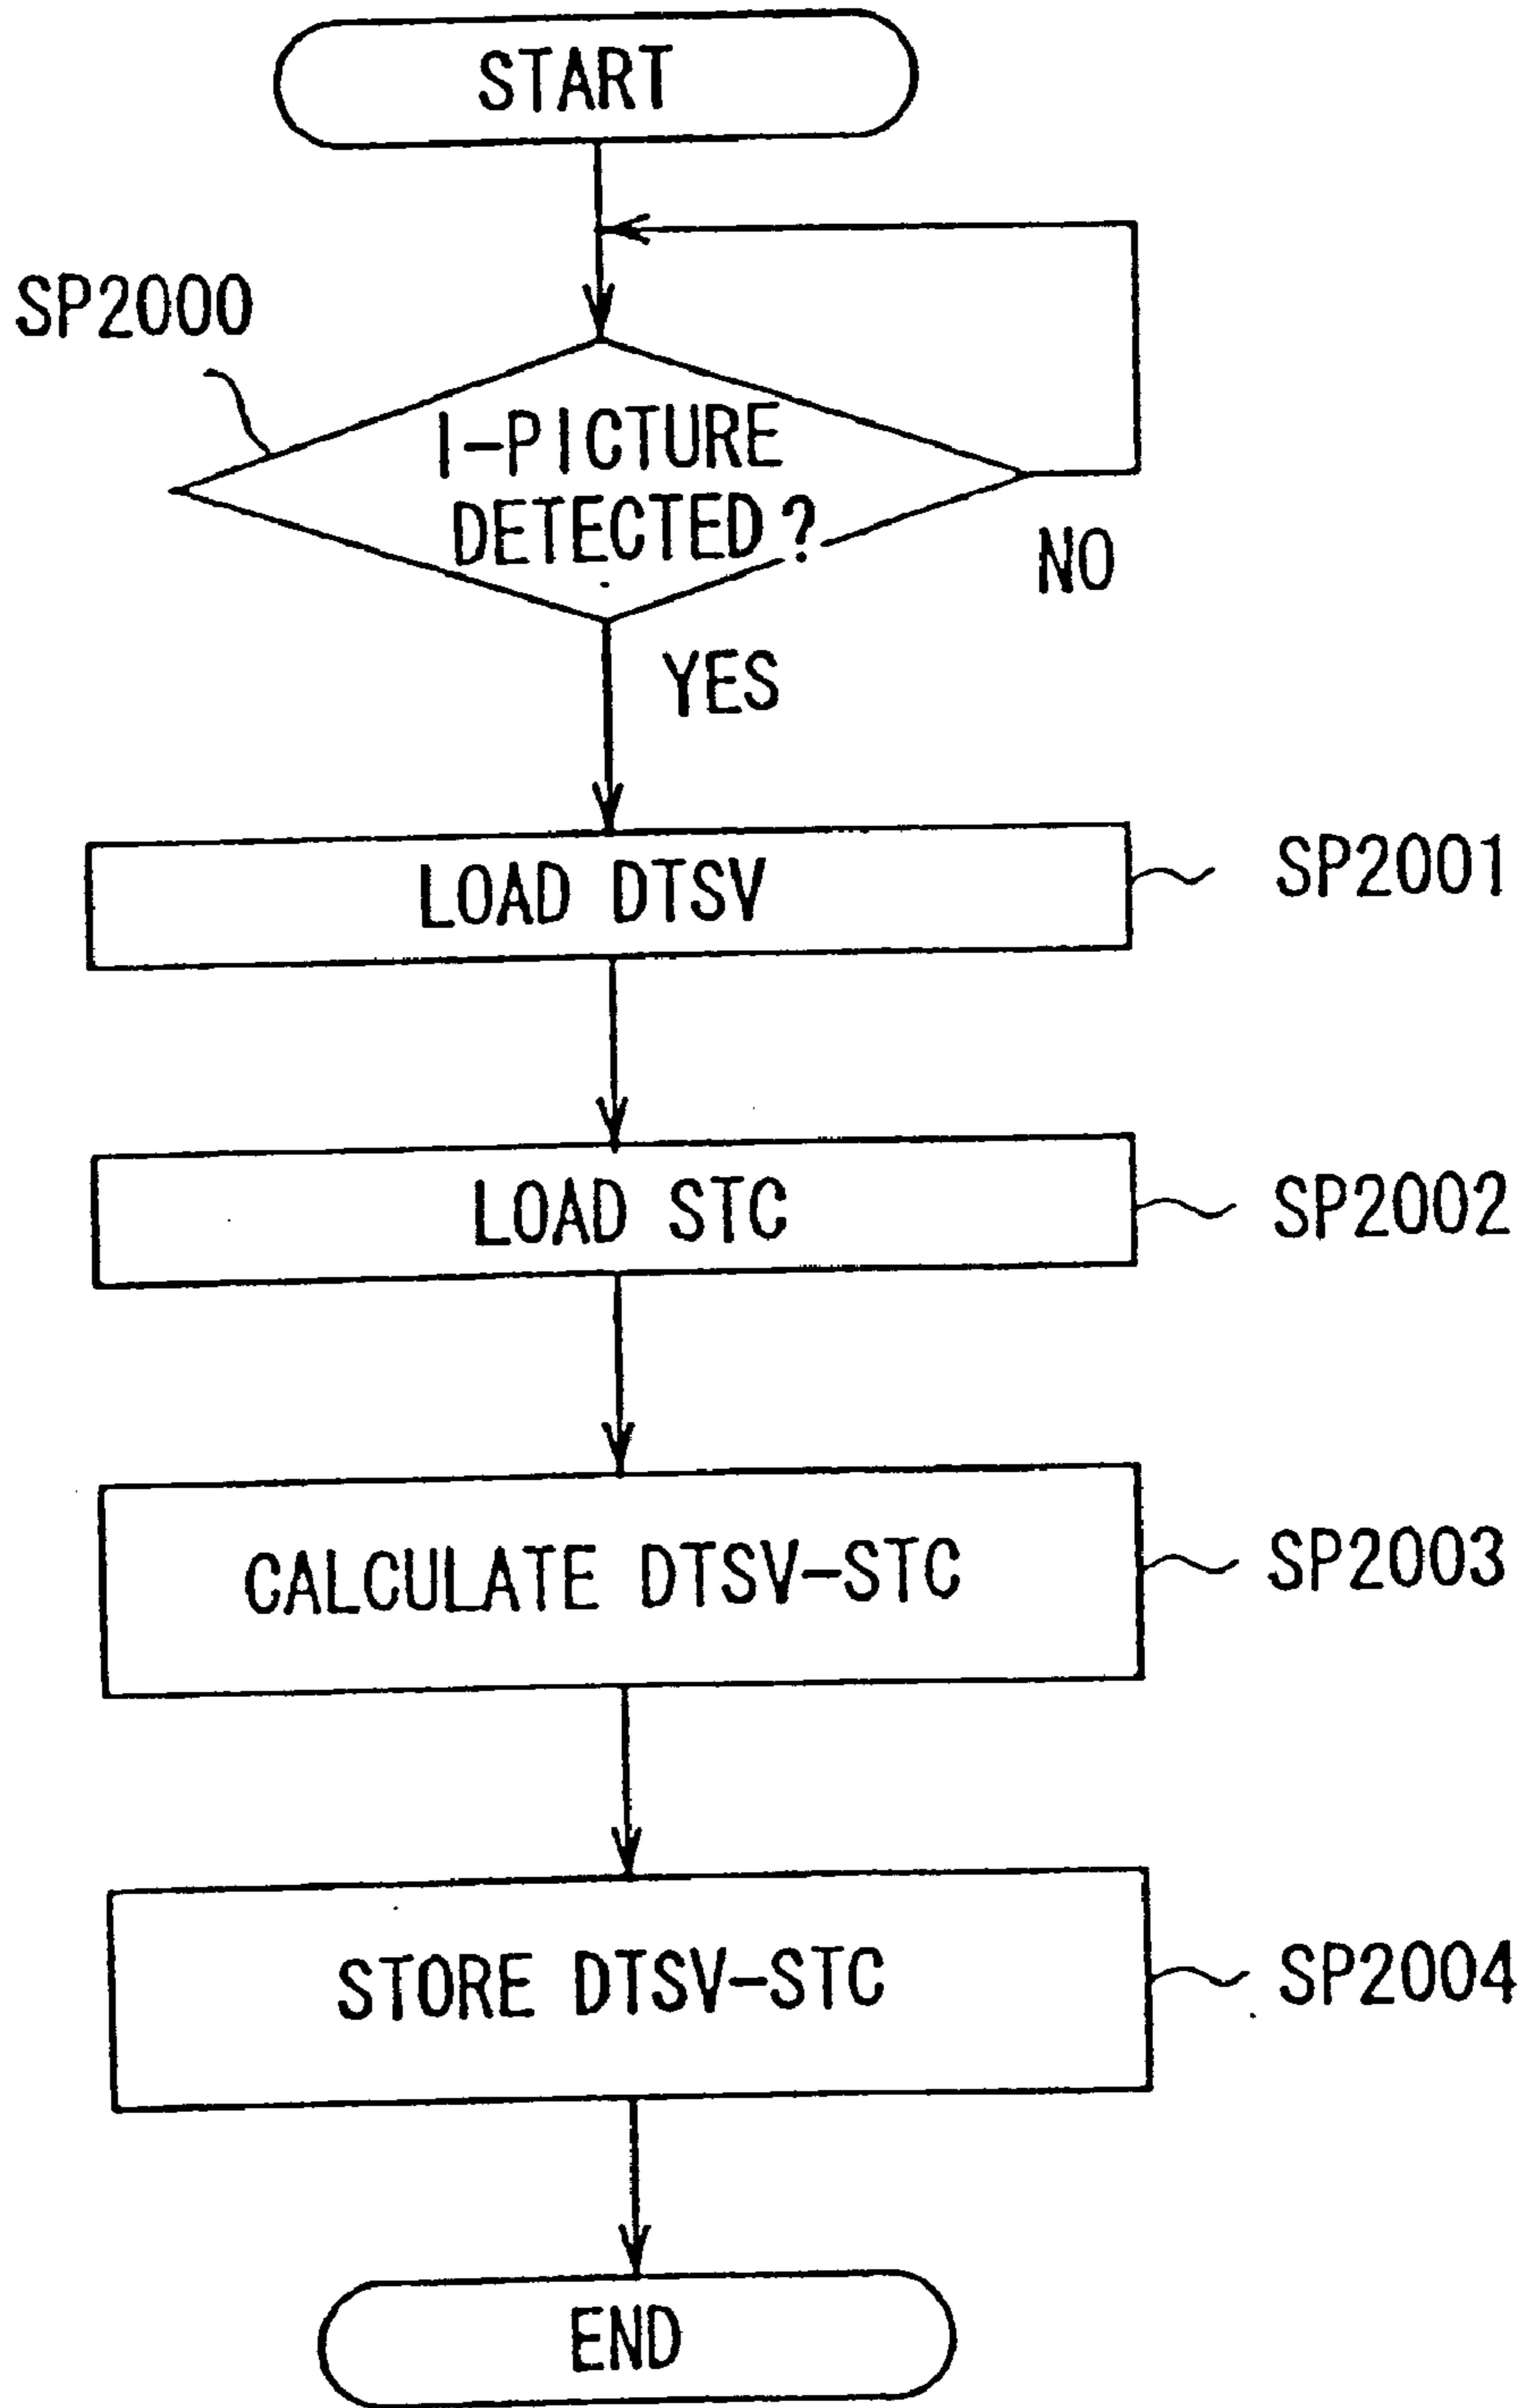 START
SP2000
I-PICTURE
DETECTED?
NO
YES
LOAD DTSV
SP2001
LOAD STC
SP2002
CALCULATE DTSV-STC
SP2003
STORE DTSV-STC
SP2004
END